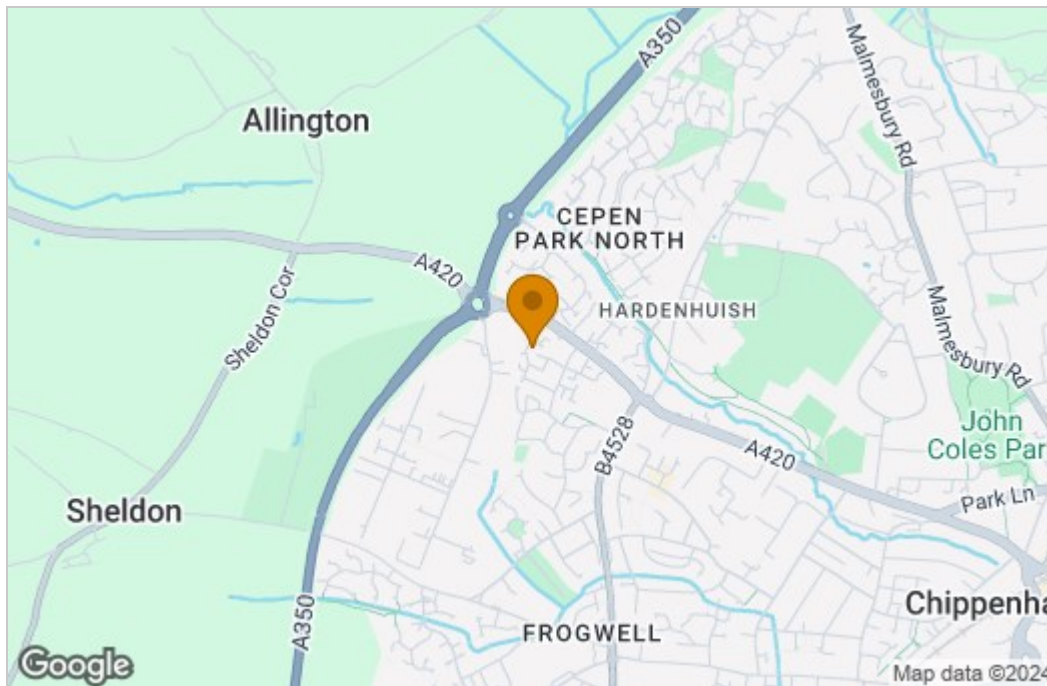 A350
Malmesbury Rd
Allington
CEPEN
PARK NORTH
A420
Sheldon Cor
HARDENHUISH
Malmesbury Rd
John
Coles Par
B4528
A420
Park Ln
Sheldon
A350
FROGWELL
Chippenha
Google
Map data ©2024